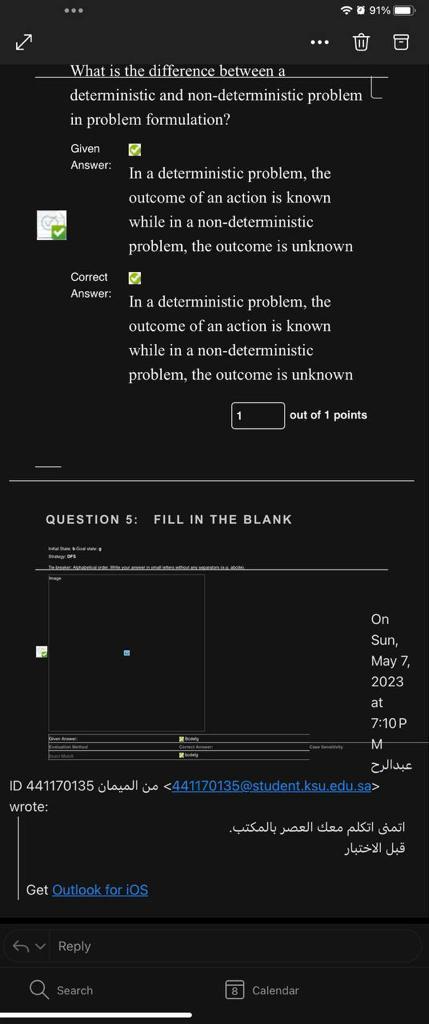 91%
What is the difference between a
deterministic and non-deterministic problem
in problem formulation?
Given
Answer:
In a deterministic problem, the
outcome of an action is known
while in a non-deterministic
problem, the outcome is unknown
Correct
Answer:
In a deterministic problem, the
outcome of an action is known
while in a non-deterministic
problem, the outcome is unknown
1 out of 1 points
QUESTION 5: FILL IN THE BLANK
Initial State: b Goal state: g
Strategy: DFS
Tie breaker: Alphabetical order. Write your answer in small letters without any separators (e.g. abcde).
Image
Given Answer: Bcdefg
Evaluation Method Correct Answer: Case Sensitivity
Exact Match bcdefg
On
Sun,
May 7,
2023
at
7:10 P
M
عبدالرح
ID 441170135 من الميمان <441170135@student.ksu.edu.sa>
wrote:
اتمنى اتكلم معك العصر بالمكتب.
قبل الاختبار
Get Outlook for iOS
Reply
Search
8 Calendar